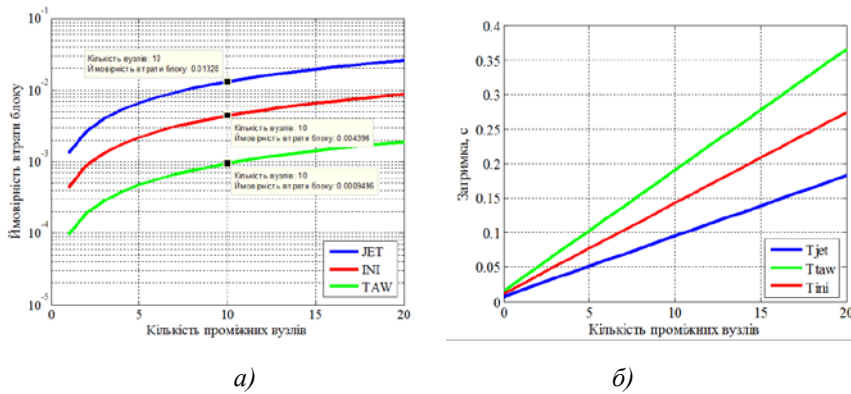 Ймовірність втрати блоку
10^-1
10^-2
10^-3
10^-4
10^-5
Кількість вузлів: 10
Ймовірність втрати блоку: 0.01328
Кількість вузлів: 10
Ймовірність втрати блоку: 0.004396
Кількість вузлів: 10
Ймовірність втрати блоку: 0.0009496
JET
INI
TAW
0 5 10 15 20
Кількість проміжних вузлів
а)
Затримка, с
0.4
0.35
0.3
0.25
0.2
0.15
0.1
0.05
0
Tjet
Ttaw
Tini
0 5 10 15 20
Кількість проміжних вузлів
б)